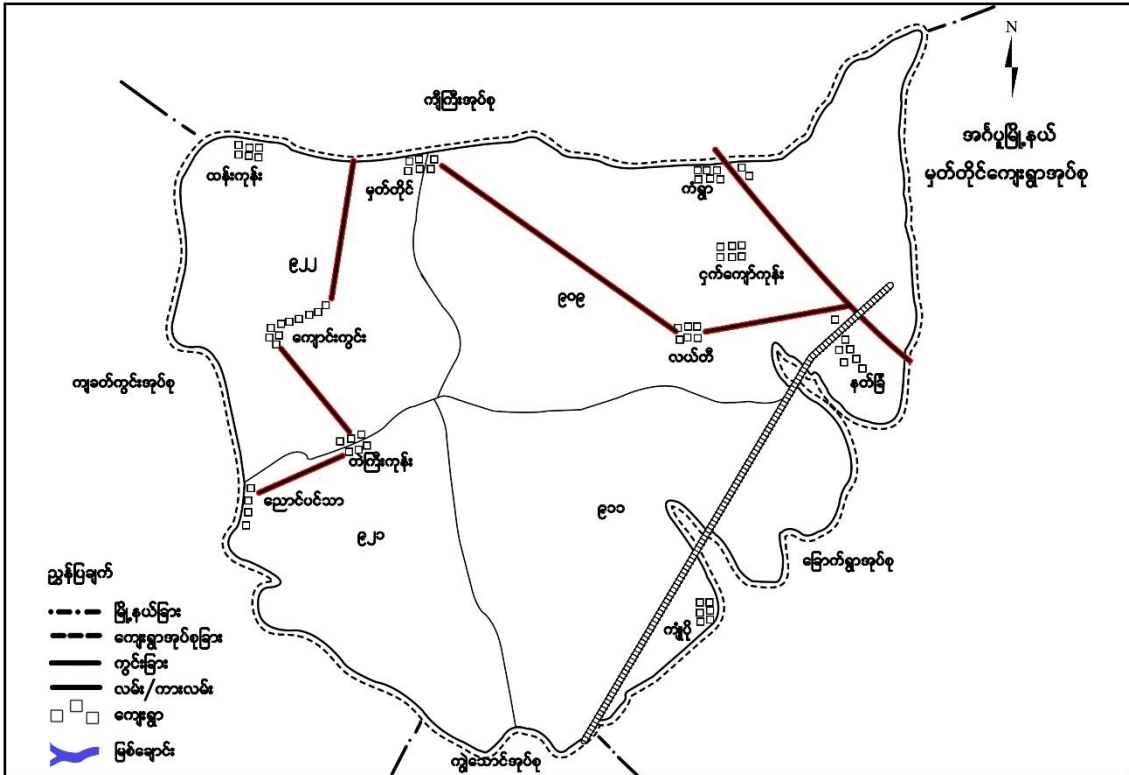 N
ကျီကြီးအုပ်စု
အင်္ဂပူမြို့နယ်
မှတ်တိုင်ကျေးရွာအုပ်စု
ထန်းကုန်း
မှတ်တိုင်
ကံရွာ
ငှက်ကျော်ကုန်း
၉၂၂
၉၀၉
ကျောင်းကွင်း
လယ်တီ
နတ်ခြံ
ကျခတ်ကွင်းအုပ်စု
တဲကြီးကုန်း
ညောင်ပင်သာ
၉၁၁
၉၂၁
ခြောက်ရွာအုပ်စု
ညွှန်ပြချက်
မြို့နယ်ခြား
ကျေးရွာအုပ်စုခြား
ကွင်းခြား
လမ်း/ကားလမ်း
ကျေးရွာ
မြစ်ချောင်း
ကျုံပို
ကွဲသောင်အုပ်စု